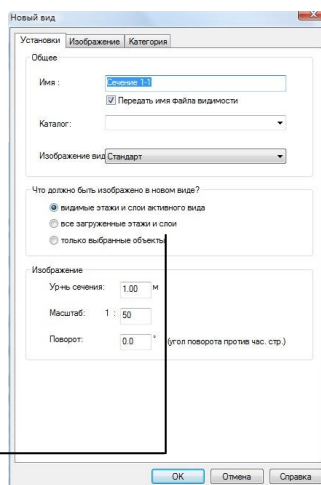 Новый вид
Установки Изображение Категория
Общее
Имя : Сечение 1-1
Передать имя файла видимости
Каталог:
Изображение вид Стандарт
Что должно быть изображено в новом виде?
видимые этажи и слои активного вида
все загруженные этажи и слои
только выбранные объекты
Изображение
Ур-нь сечения: 1.00 м
Масштаб: 1 : 50
Поворот: 0.0 ° (угол поворота против час. стр.)
OK Отмена Справка